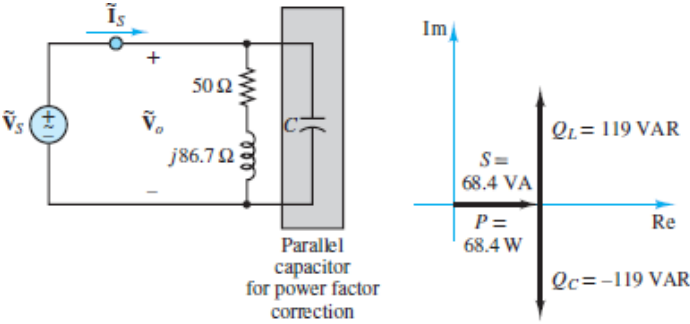 Ĩ_S
+
50 Ω
ṽ_S
+
~
−
ṽ_o
C
j86.7 Ω
−
Parallel
capacitor
for power factor
correction
Im
Q_L = 119 VAR
S =
68.4 VA
P =
68.4 W
Re
Q_C = −119 VAR